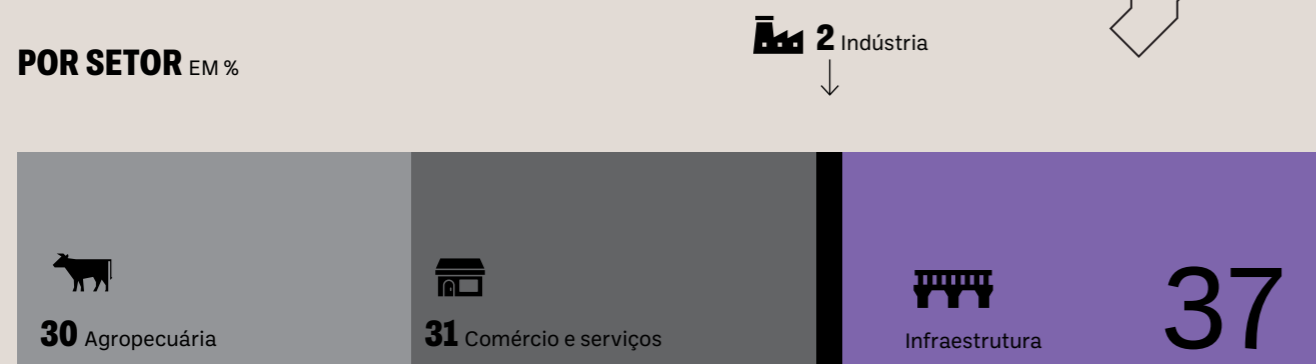 POR SETOR EM %
2 Indústria
30 Agropecuária
31 Comércio e serviços
Infraestrutura 37